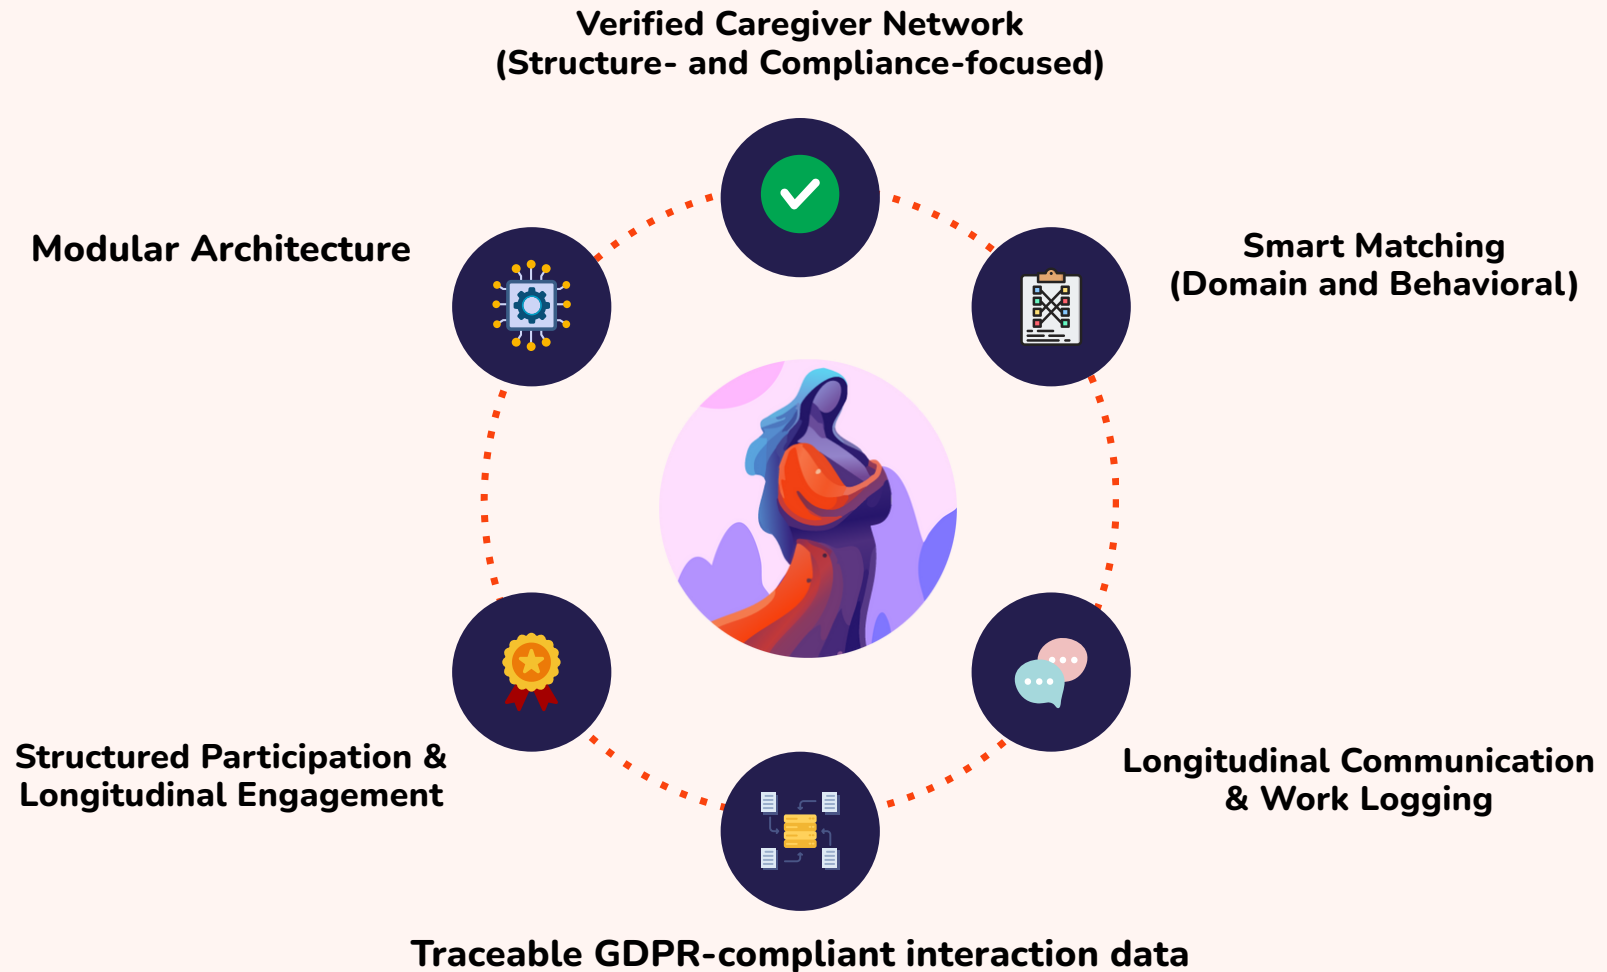 Verified Caregiver Network
(Structure- and Compliance-focused)
Modular Architecture
Smart Matching
(Domain and Behavioral)
Structured Participation &
Longitudinal Engagement
Longitudinal Communication
& Work Logging
Traceable GDPR-compliant interaction data